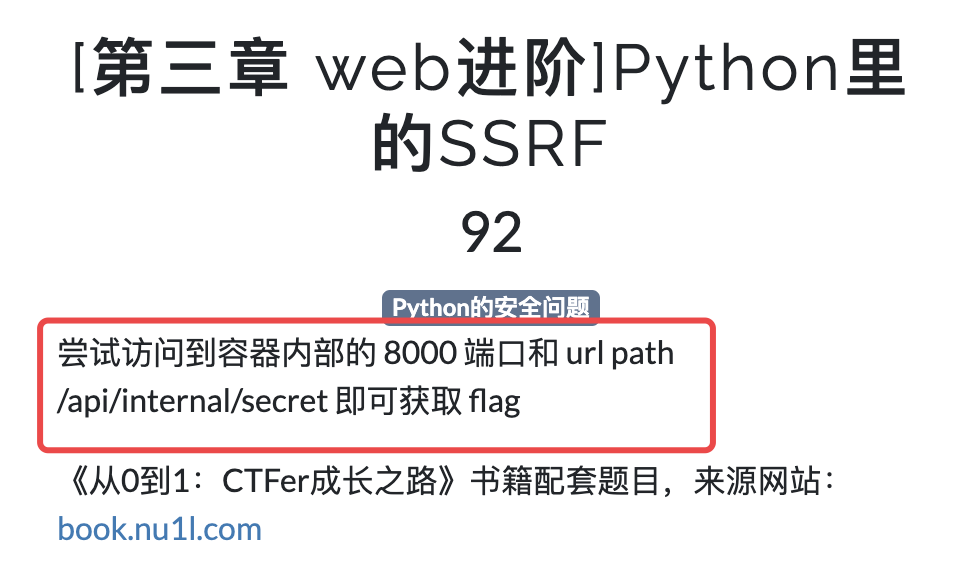 [第三章 web进阶]Python里
的SSRF
92
Python的安全问题
尝试访问到容器内部的 8000 端口和 url path
/api/internal/secret 即可获取 flag
《从0到1：CTFer成长之路》书籍配套题目，来源网站：
book.nu1l.com